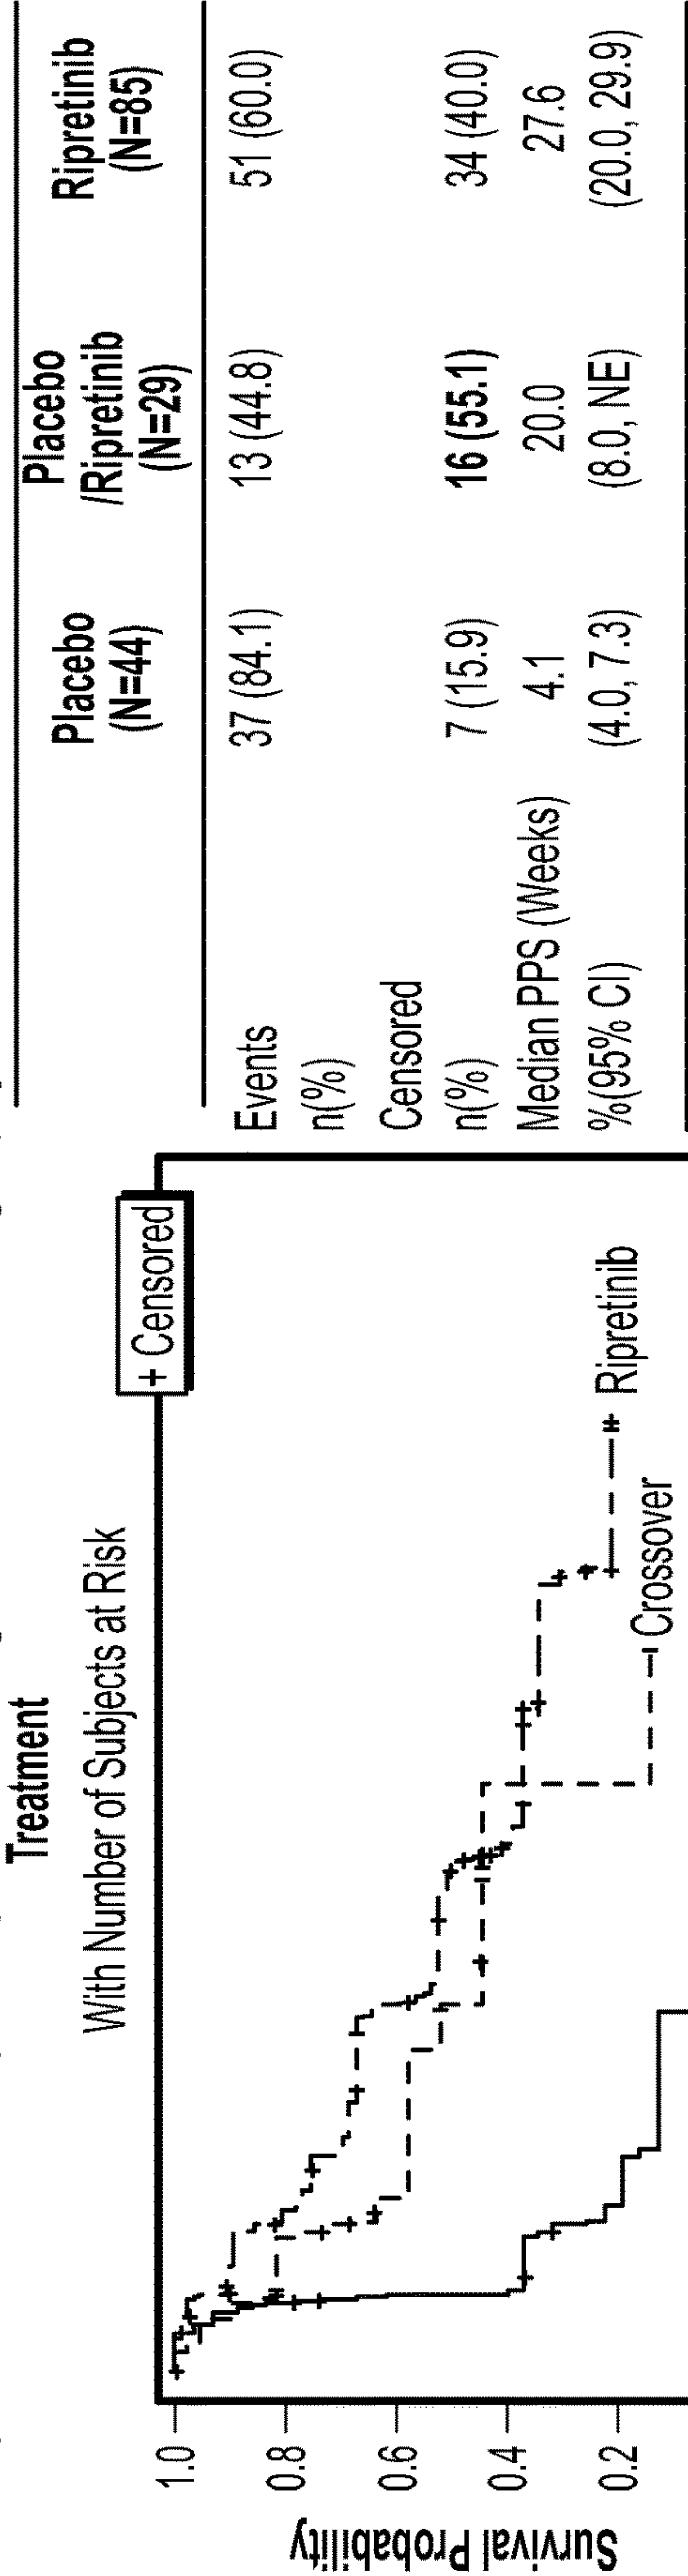 Treatment
With Number of Subjects at Risk
+ Censored
Survival Probability
1.0
0.8
0.6
0.4
0.2
Ripretinib
Crossover
Placebo
(N=44)
Placebo
/Ripretinib
(N=29)
Ripretinib
(N=85)
Events
n(%)
37 (84.1)
13 (44.8)
51 (60.0)
Censored
n(%)
7 (15.9)
16 (55.1)
34 (40.0)
Median PPS (Weeks)
4.1
20.0
27.6
%(95% CI)
(4.0, 7.3)
(8.0, NE)
(20.0, 29.9)